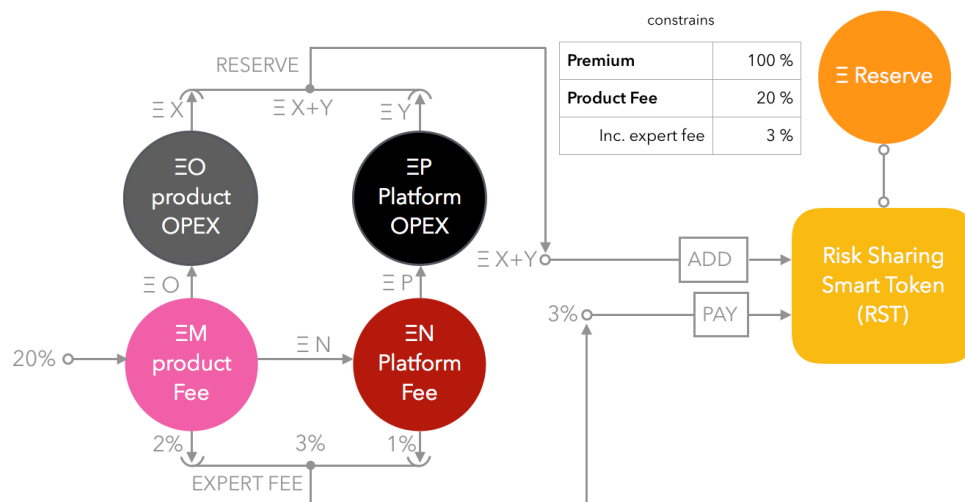 constrains
Premium 100 %
Product Fee 20 %
Inc. expert fee 3 %
Ξ Reserve
RESERVE
Ξ X
Ξ X+Y
Ξ Y
ΞO
product
OPEX
ΞP
Platform
OPEX
Ξ X+Y
ADD
Risk Sharing
Smart Token
(RST)
Ξ O
Ξ P
3%
PAY
20%
ΞM
product
Fee
Ξ N
ΞN
Platform
Fee
2%
3%
1%
EXPERT FEE